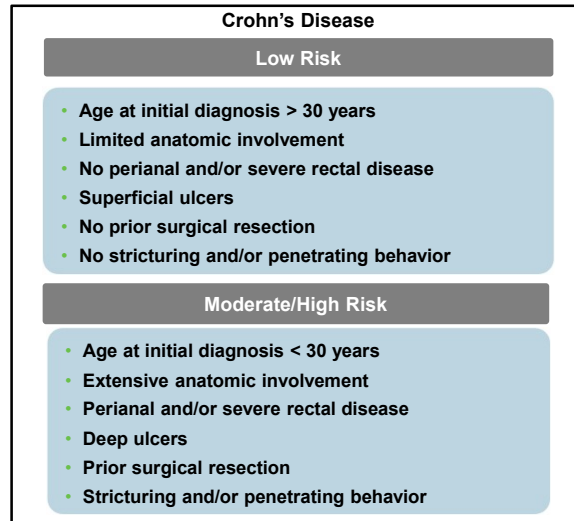 Crohn's Disease
Low Risk
• Age at initial diagnosis > 30 years
• Limited anatomic involvement
• No perianal and/or severe rectal disease
• Superficial ulcers
• No prior surgical resection
• No stricturing and/or penetrating behavior
Moderate/High Risk
• Age at initial diagnosis < 30 years
• Extensive anatomic involvement
• Perianal and/or severe rectal disease
• Deep ulcers
• Prior surgical resection
• Stricturing and/or penetrating behavior